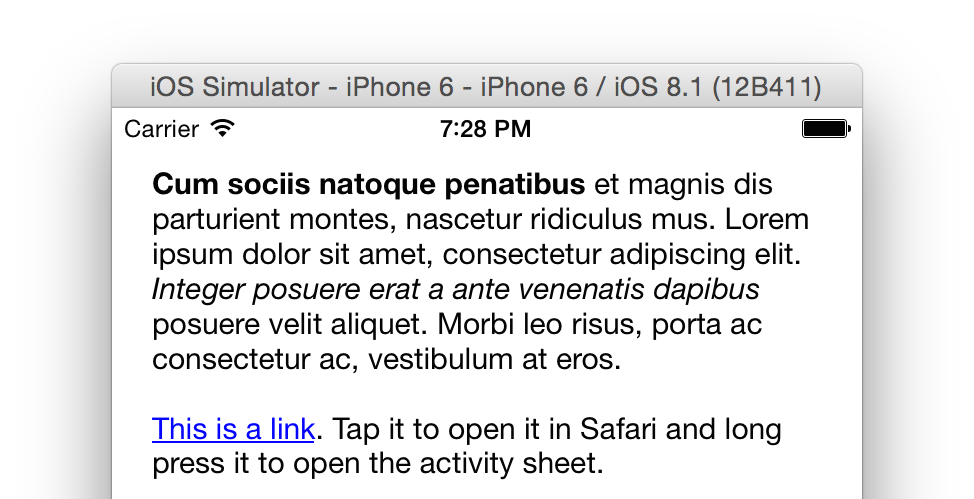 iOS Simulator - iPhone 6 - iPhone 6 / iOS 8.1 (12B411)
Carrier 7:28 PM
Cum sociis natoque penatibus et magnis dis
parturient montes, nascetur ridiculus mus. Lorem
ipsum dolor sit amet, consectetur adipiscing elit.
Integer posuere erat a ante venenatis dapibus
posuere velit aliquet. Morbi leo risus, porta ac
consectetur ac, vestibulum at eros.
This is a link. Tap it to open it in Safari and long
press it to open the activity sheet.